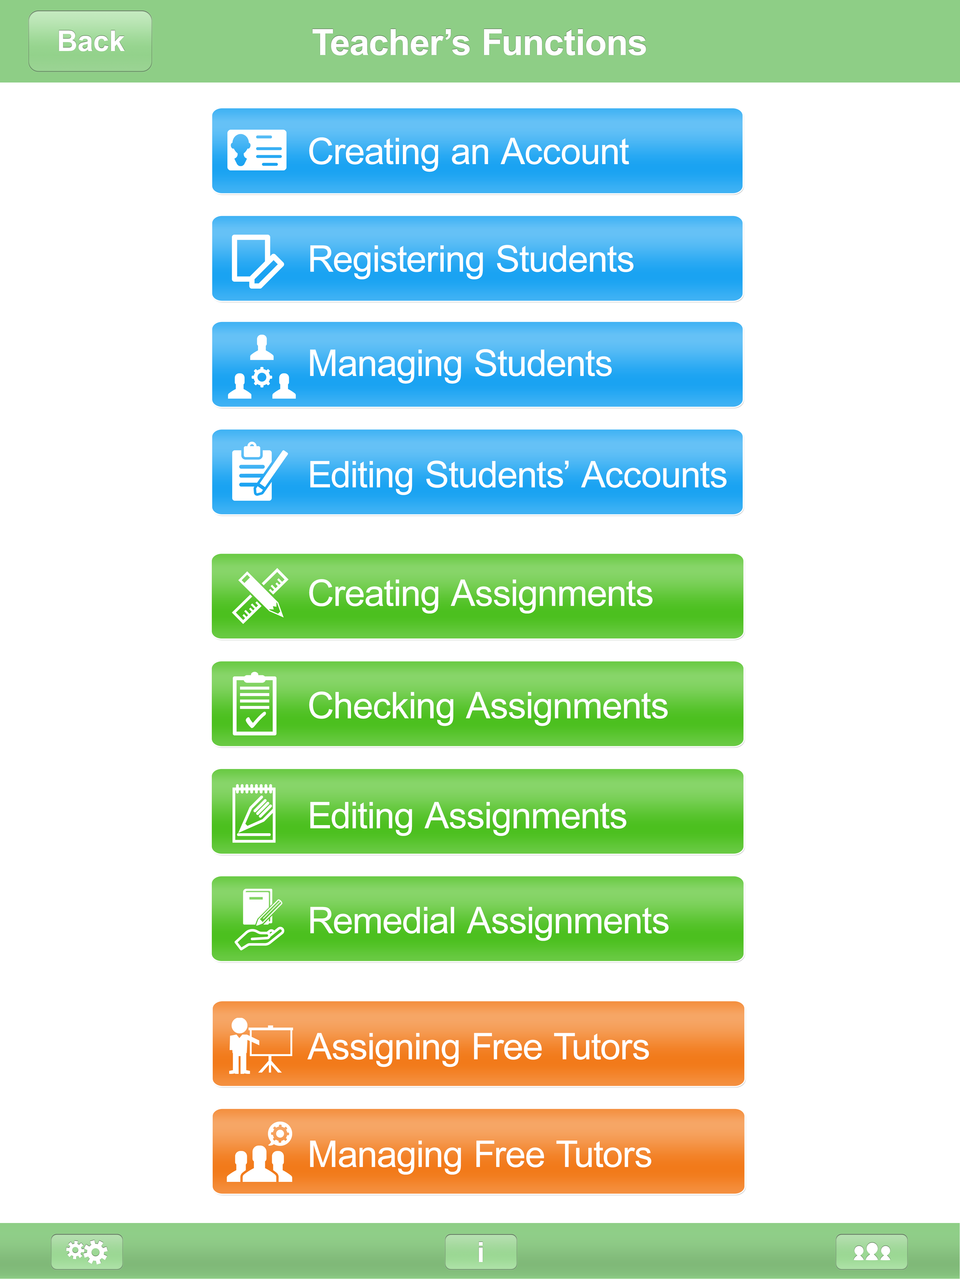 Back
Teacher’s Functions
Creating an Account
Registering Students
Managing Students
Editing Students’ Accounts
Creating Assignments
Checking Assignments
Editing Assignments
Remedial Assignments
Assigning Free Tutors
Managing Free Tutors
i